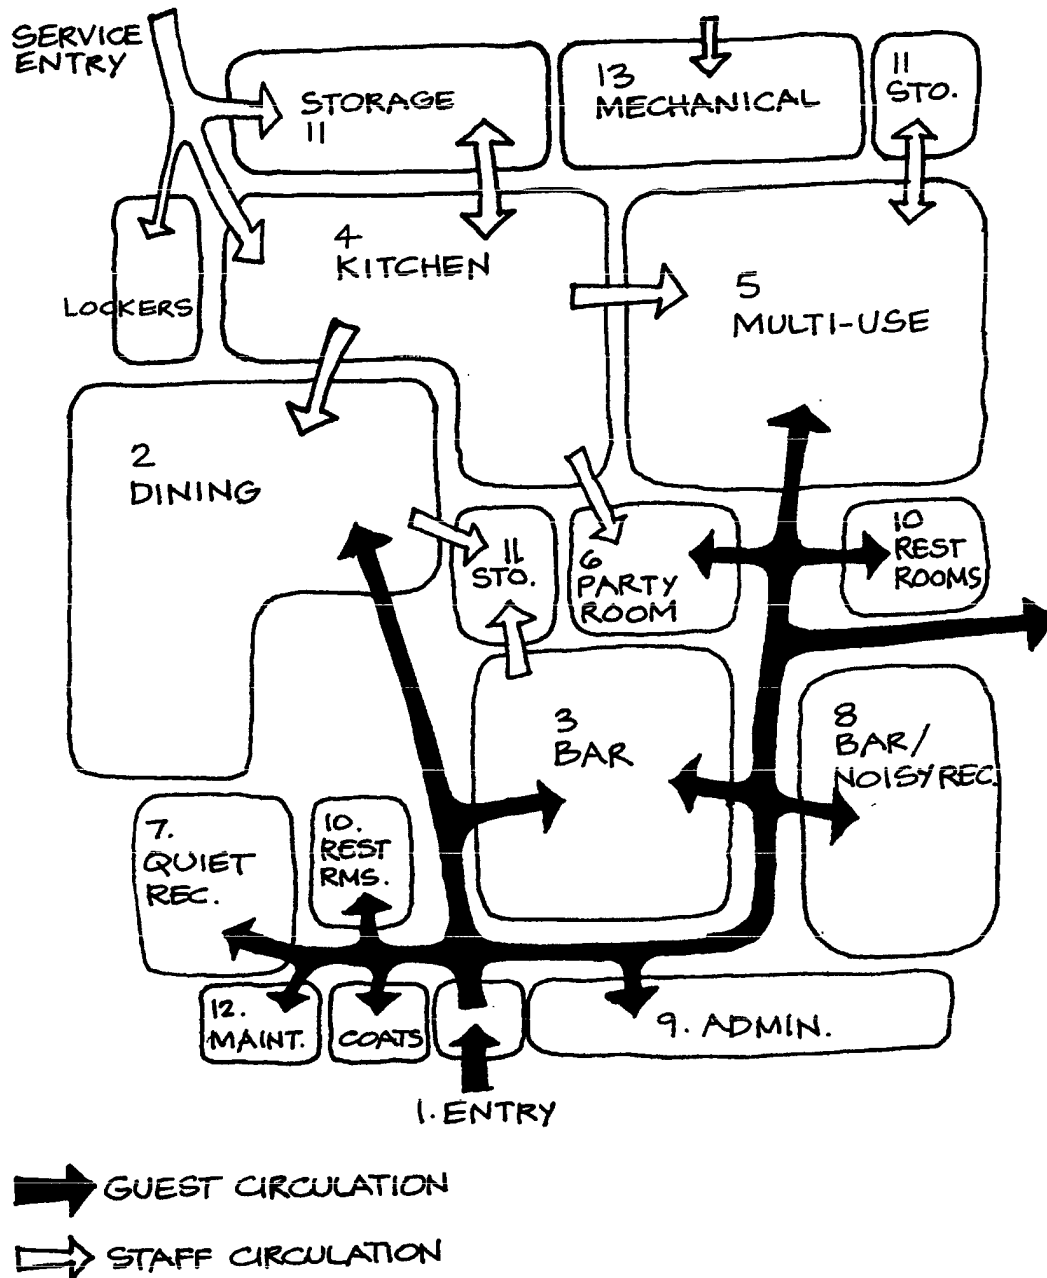 SERVICE
ENTRY
STORAGE
11
13
MECHANICAL
11
STO.
4
KITCHEN
LOCKERS
5
MULTI-USE
2
DINING
11
STO.
6
PARTY
ROOM
10
REST
ROOMS
3
BAR
8
BAR/
NOISY REC.
7.
QUIET
REC.
10.
REST
RMS.
12.
MAINT.
COATS
9. ADMIN.
1. ENTRY
GUEST CIRCULATION
STAFF CIRCULATION